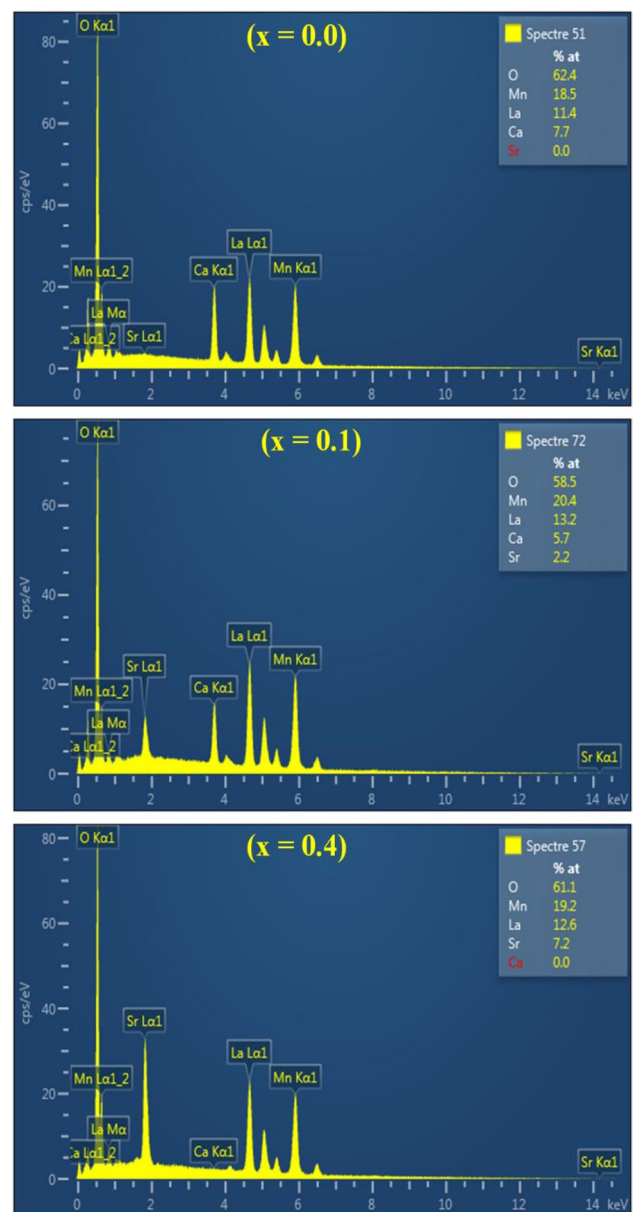 O Kα1
(x = 0.0)
Spectre 51
% at
O 62.4
Mn 18.5
La 11.4
Ca 7.7
Sr 0.0
80
60
cps/eV
40
20
0
Mn Lα1_2
La Mα
Ca Lα1_2
Sr Lα1
Ca Kα1
La Lα1
Mn Kα1
Sr Kα1
0 2 4 6 8 10 12 14 keV
O Kα1
(x = 0.1)
Spectre 72
% at
O 58.5
Mn 20.4
La 13.2
Ca 5.7
Sr 2.2
60
cps/eV
40
20
0
Mn Lα1_2
La Mα
Ca Lα1_2
Sr Lα1
Ca Kα1
La Lα1
Mn Kα1
Sr Kα1
0 2 4 6 8 10 12 14 keV
O Kα1
(x = 0.4)
Spectre 57
% at
O 61.1
Mn 19.2
La 12.6
Sr 7.2
Ca 0.0
80
60
cps/eV
40
20
0
Mn Lα1_2
La Mα
Ca Lα1_2
Sr Lα1
Ca Kα1
La Lα1
Mn Kα1
Sr Kα1
0 2 4 6 8 10 12 14 keV